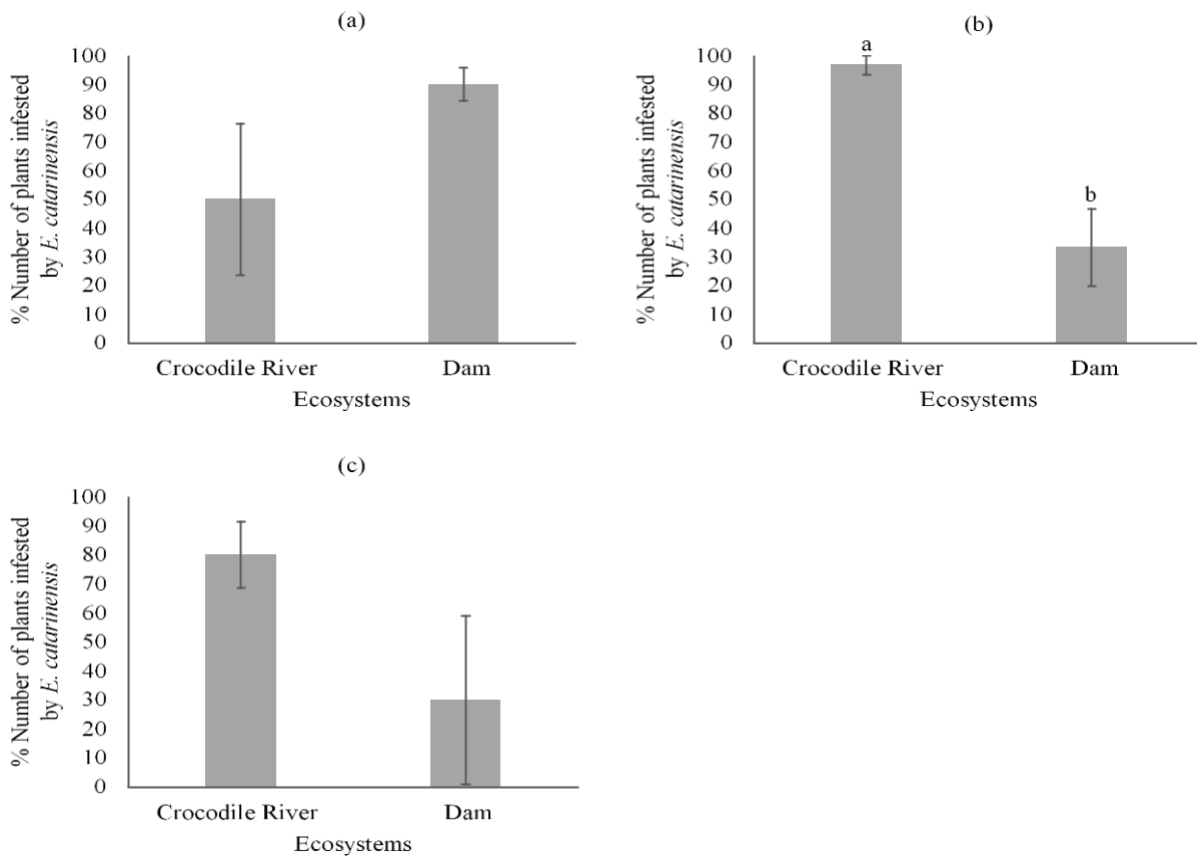 (a)
% Number of plants infested
by E. catarinensis
100
90
80
70
60
50
40
30
20
10
0
Crocodile River
Dam
Ecosystems
(b)
% Number of plants infested
by E. catarinensis
100
90
80
70
60
50
40
30
20
10
0
a
b
Crocodile River
Dam
Ecosystems
(c)
% Number of plants infested
by E. catarinensis
100
90
80
70
60
50
40
30
20
10
0
Crocodile River
Dam
Ecosystems